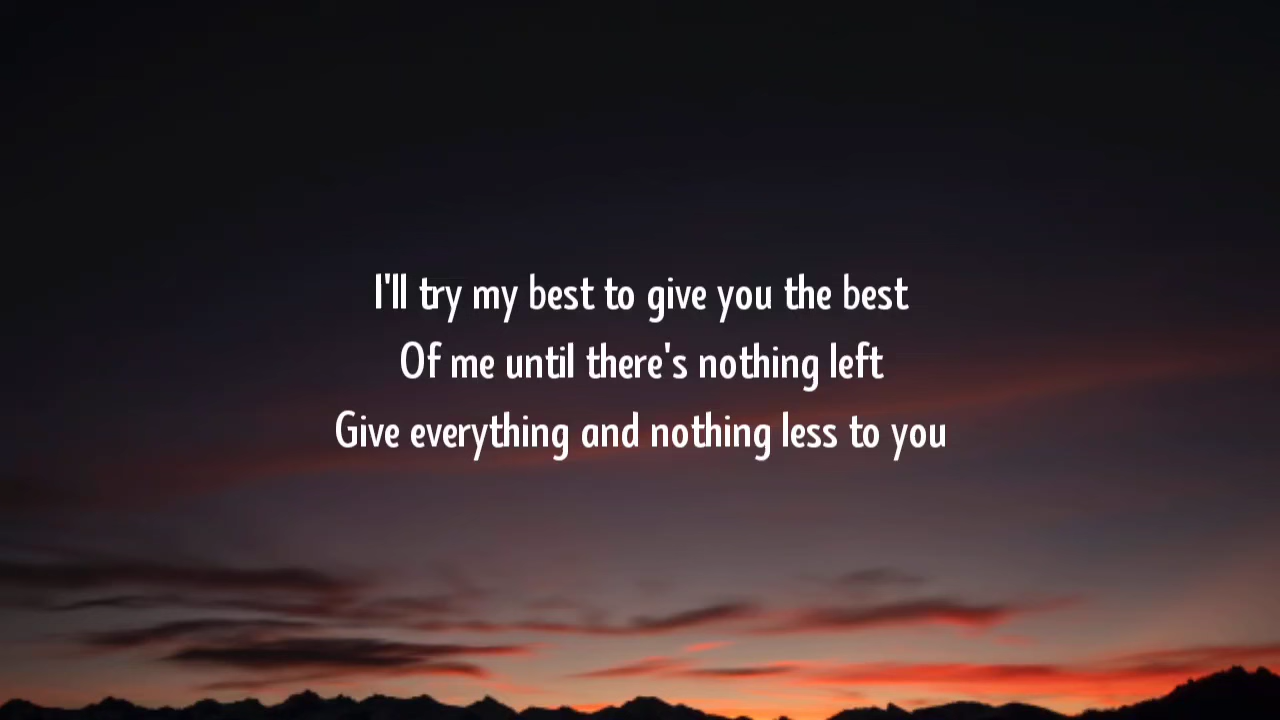 I'll try my best to give you the best
Of me until there's nothing left
Give everything and nothing less to you